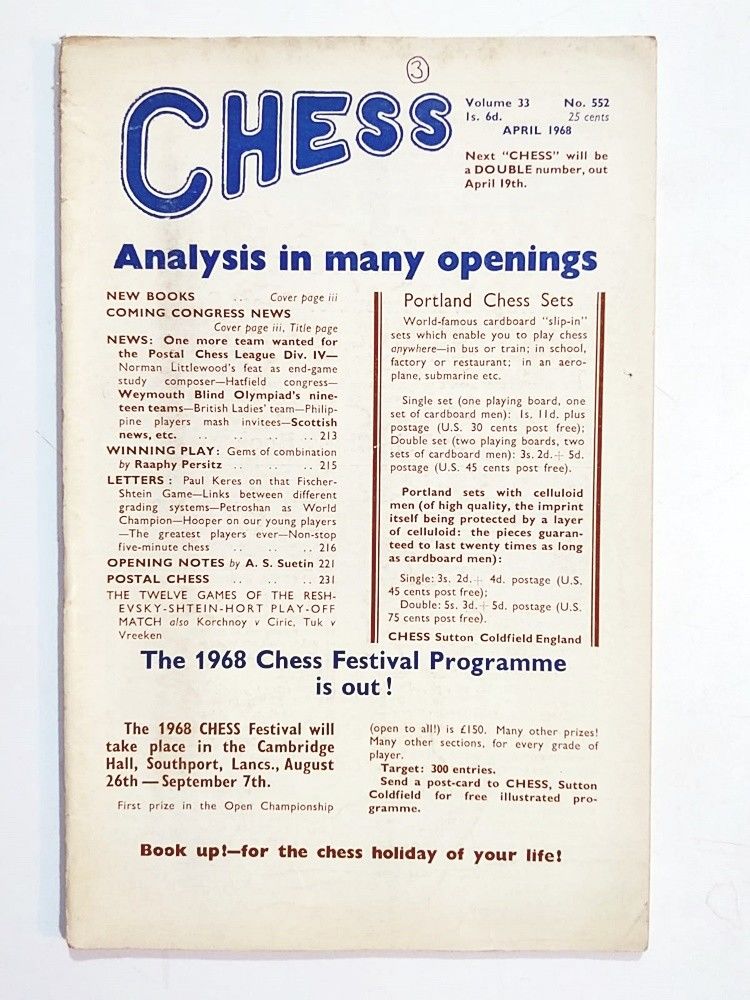 3
CHESS
Volume 33 No. 552
1s. 6d. 25 cents
APRIL 1968
Next "CHESS" will be
a DOUBLE number, out
April 19th.
Analysis in many openings
NEW BOOKS .. Cover page iii
COMING CONGRESS NEWS
Cover page iii, Title page
NEWS: One more team wanted for
the Postal Chess League Div. IV—
Norman Littlewood's feat as end-game
study composer—Hatfield congress—
Weymouth Blind Olympiad's nine-
teen teams—British Ladies' team—Philip-
pine players mash invitees—Scottish
news, etc. .. .. .. .. 213
WINNING PLAY: Gems of combination
by Raaphy Persitz .. .. .. 215
LETTERS : Paul Keres on that Fischer-
Shtein Game—Links between different
grading systems—Petroshan as World
Champion—Hooper on our young players
—The greatest players ever—Non-stop
five-minute chess .. .. .. 216
OPENING NOTES by A. S. Suetin 221
POSTAL CHESS .. .. .. 231
THE TWELVE GAMES OF THE RESH-
EVSKY-SHTEIN-HORT PLAY-OFF
MATCH also Korchnoy v Ciric, Tuk v
Vreeken
Portland Chess Sets
World-famous cardboard "slip-in"
sets which enable you to play chess
anywhere—in bus or train; in school,
factory or restaurant; in an aero-
plane, submarine etc.
Single set (one playing board, one
set of cardboard men): 1s. 11d. plus
postage (U.S. 30 cents post free);
Double set (two playing boards, two
sets of cardboard men): 3s. 2d.+ 5d.
postage (U.S. 45 cents post free).
Portland sets with celluloid
men (of high quality, the imprint
itself being protected by a layer
of celluloid: the pieces guaran-
teed to last twenty times as long
as cardboard men):
Single: 3s. 2d.+ 4d. postage (U.S.
45 cents post free);
Double: 5s. 3d.+ 5d. postage (U.S.
75 cents post free).
CHESS Sutton Coldfield England
The 1968 Chess Festival Programme
is out!
The 1968 CHESS Festival will
take place in the Cambridge
Hall, Southport, Lancs., August
26th—September 7th.
First prize in the Open Championship
(open to all!) is £150. Many other prizes!
Many other sections, for every grade of
player.
Target: 300 entries.
Send a post-card to CHESS, Sutton
Coldfield for free illustrated pro-
gramme.
Book up!—for the chess holiday of your life!